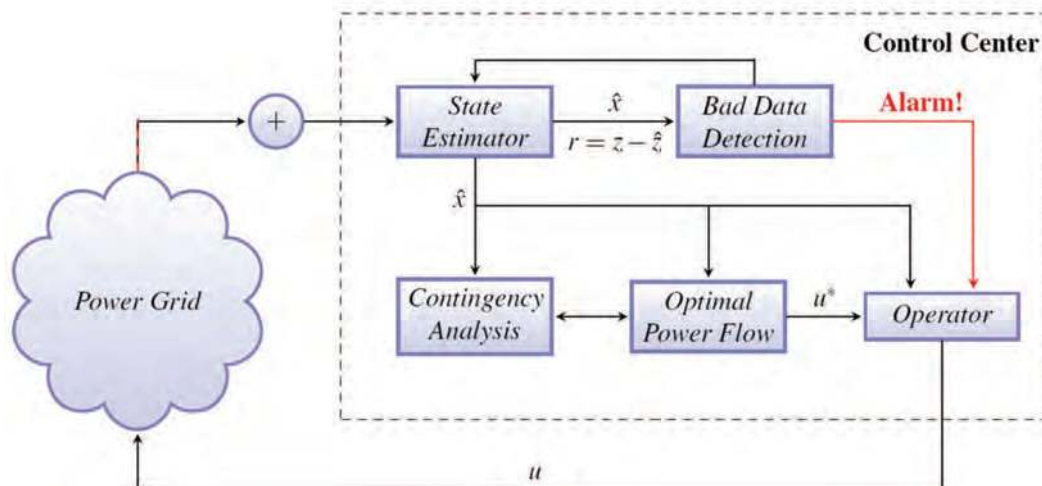 Control Center
+
State
Estimator
x̂
r = z − ẑ
Bad Data
Detection
Alarm!
x̂
Power Grid
Contingency
Analysis
Optimal
Power Flow
u*
Operator
u